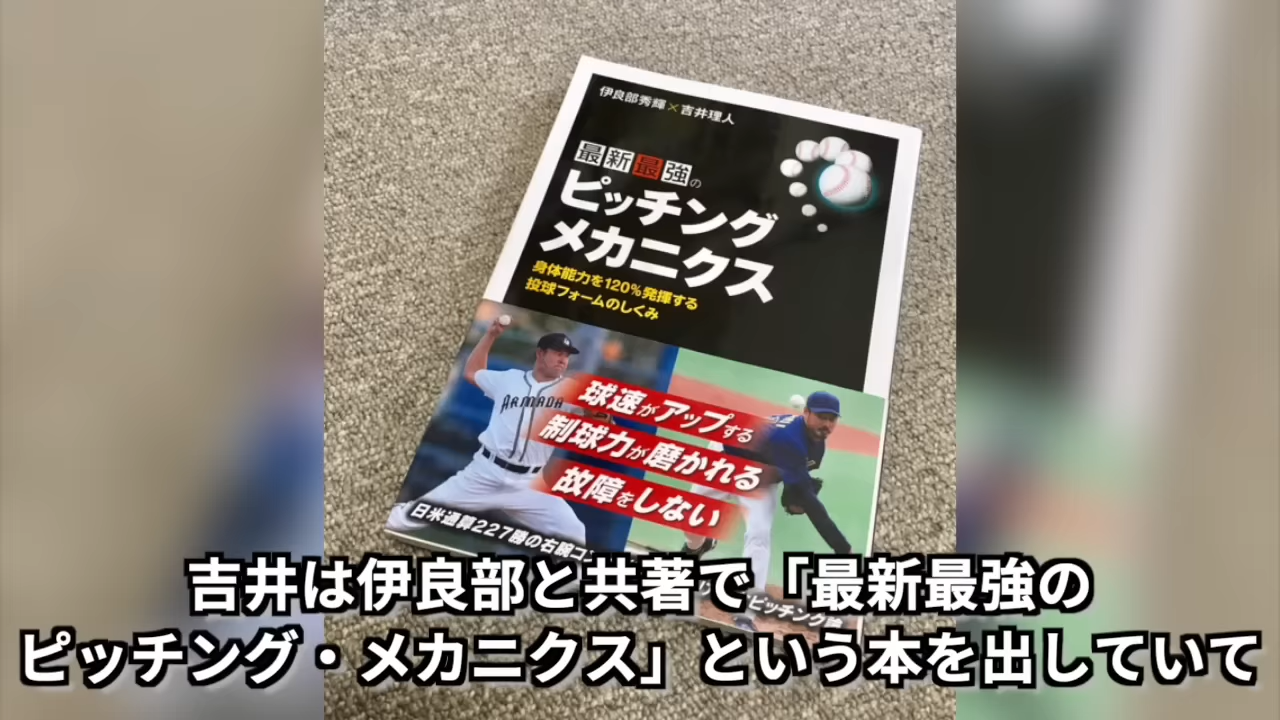 伊良部秀輝×吉井理人
最新最強の
ピッチング
メカニクス
身体能力を120%発揮する
投球フォームのしくみ
ARMADA
球速がアップする
制球力が磨かれる
故障をしない
日米通算227勝の右腕コン
ピッチング論
吉井は伊良部と共著で「最新最強の
ピッチング・メカニクス」という本を出していて